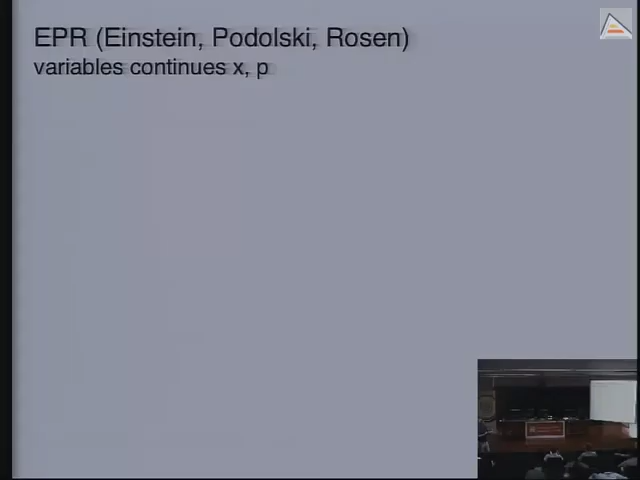 EPR (Einstein, Podolski, Rosen)
variables continues x, p